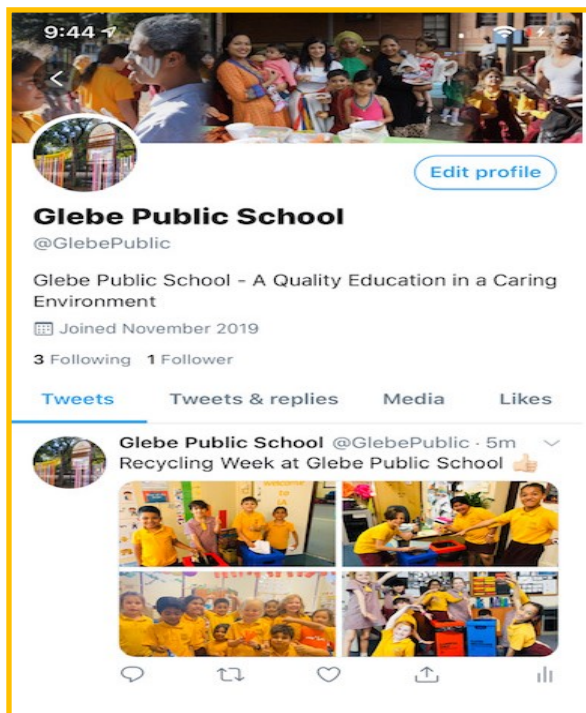 9:44
Edit profile
Glebe Public School
@GlebePublic
Glebe Public School - A Quality Education in a Caring
Environment
Joined November 2019
3 Following 1 Follower
Tweets Tweets & replies Media Likes
Glebe Public School @GlebePublic · 5m
Recycling Week at Glebe Public School 👍🏻
welcome
to